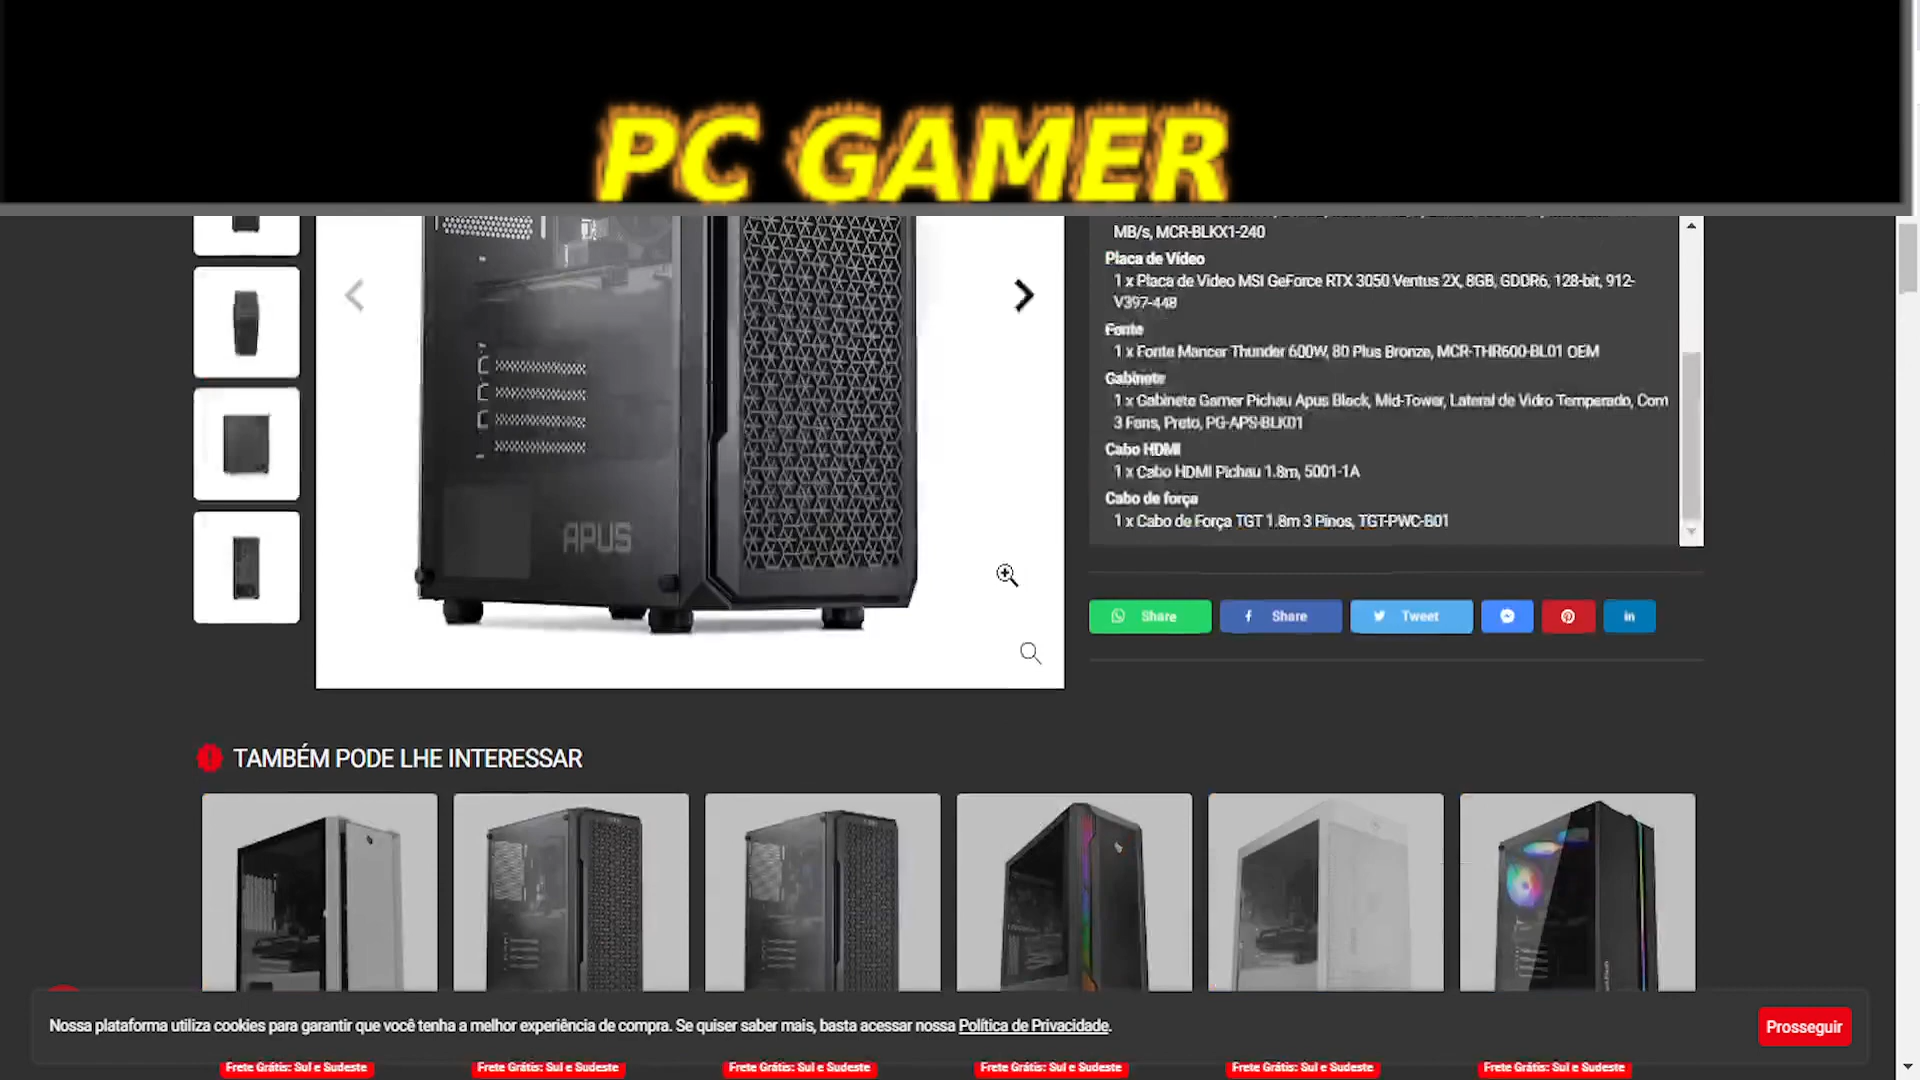 PC GAMER
MB/s, MCR-BLKX1-240
Placa de Vídeo
1 x Placa de Video MSI GeForce RTX 3050 Ventus 2X, 8GB, GDDR6, 128-bit, 912-
V397-448
Fonte
1 x Fonte Mancer Thunder 600W, 80 Plus Bronze, MCR-THR600-BL01 OEM
Gabinete
1 x Gabinete Gamer Pichau Apus Black, Mid-Tower, Lateral de Vidro Temperado, Com
3 Fans, Preto, PG-APS-BLK01
Cabo HDMI
1 x Cabo HDMI Pichau 1.8m, 5001-1A
Cabo de força
1 x Cabo de Força TGT 1.8m 3 Pinos, TGT-PWC-B01
APUS
Share
Share
Tweet
in
TAMBÉM PODE LHE INTERESSAR
Nossa plataforma utiliza cookies para garantir que você tenha a melhor experiência de compra. Se quiser saber mais, basta acessar nossa Política de Privacidade.
Prosseguir
Frete Grátis: Sul e Sudeste
Frete Grátis: Sul e Sudeste
Frete Grátis: Sul e Sudeste
Frete Grátis: Sul e Sudeste
Frete Grátis: Sul e Sudeste
Frete Grátis: Sul e Sudeste